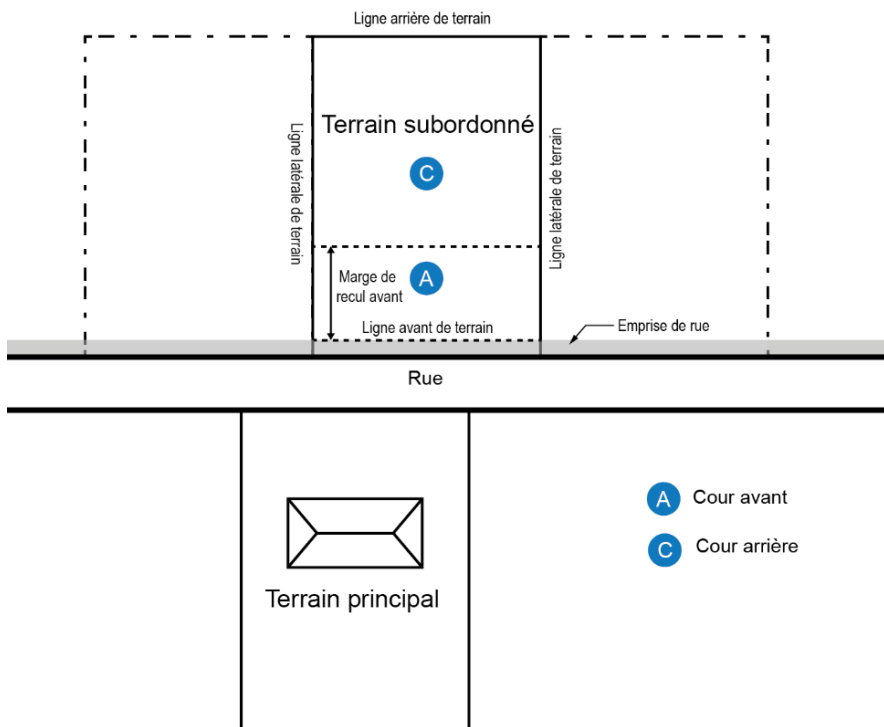 Ligne arrière de terrain
Ligne latérale de terrain
Terrain subordonné
C
Ligne latérale de terrain
Marge de
recul avant
A
Ligne avant de terrain
Emprise de rue
Rue
A Cour avant
C Cour arrière
Terrain principal